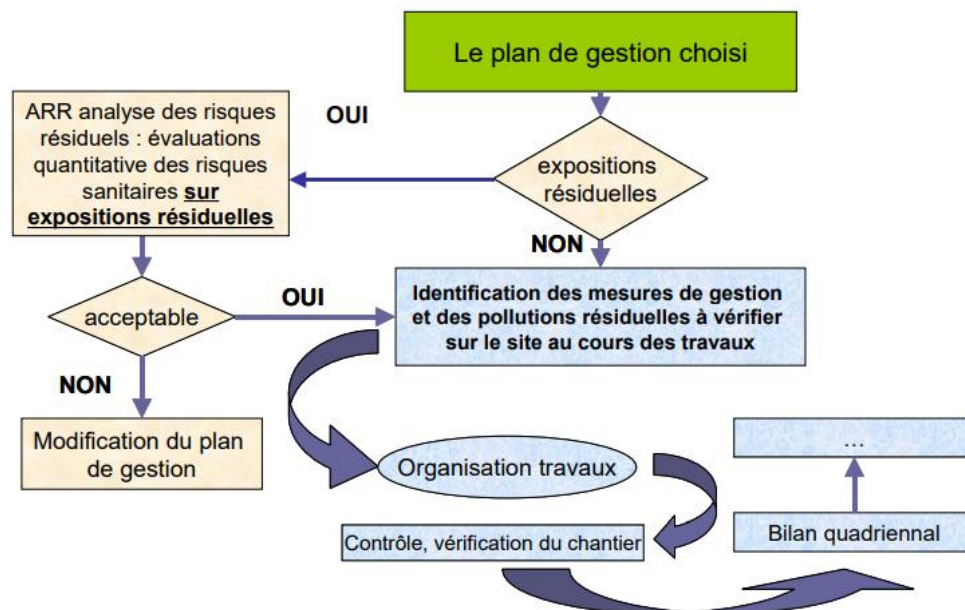 Le plan de gestion choisi
OUI
ARR analyse des risques
résiduels : évaluations
quantitative des risques
sanitaires sur
expositions résiduelles
expositions
résiduelles
NON
Identification des mesures de gestion
et des pollutions résiduelles à vérifier
sur le site au cours des travaux
acceptable
OUI
NON
Modification du plan
de gestion
Organisation travaux
...
Contrôle, vérification du chantier
Bilan quadriennal